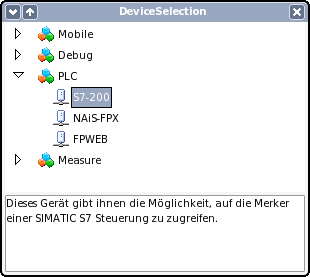 DeviceSelection
Mobile
Debug
PLC
S7-200
NAiS-FPX
FPWEB
Measure
Dieses Gerät gibt ihnen die Möglichkeit, auf die Merker
einer SIMATIC S7 Steuerung zu zugreifen.